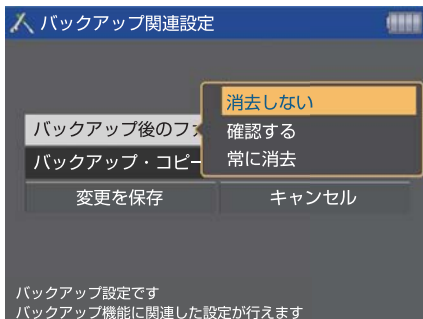 バックアップ関連設定
消去しない
バックアップ後のフ
確認する
バックアップ・コピー
常に消去
変更を保存
キャンセル
バックアップ設定です
バックアップ機能に関連した設定が行えます